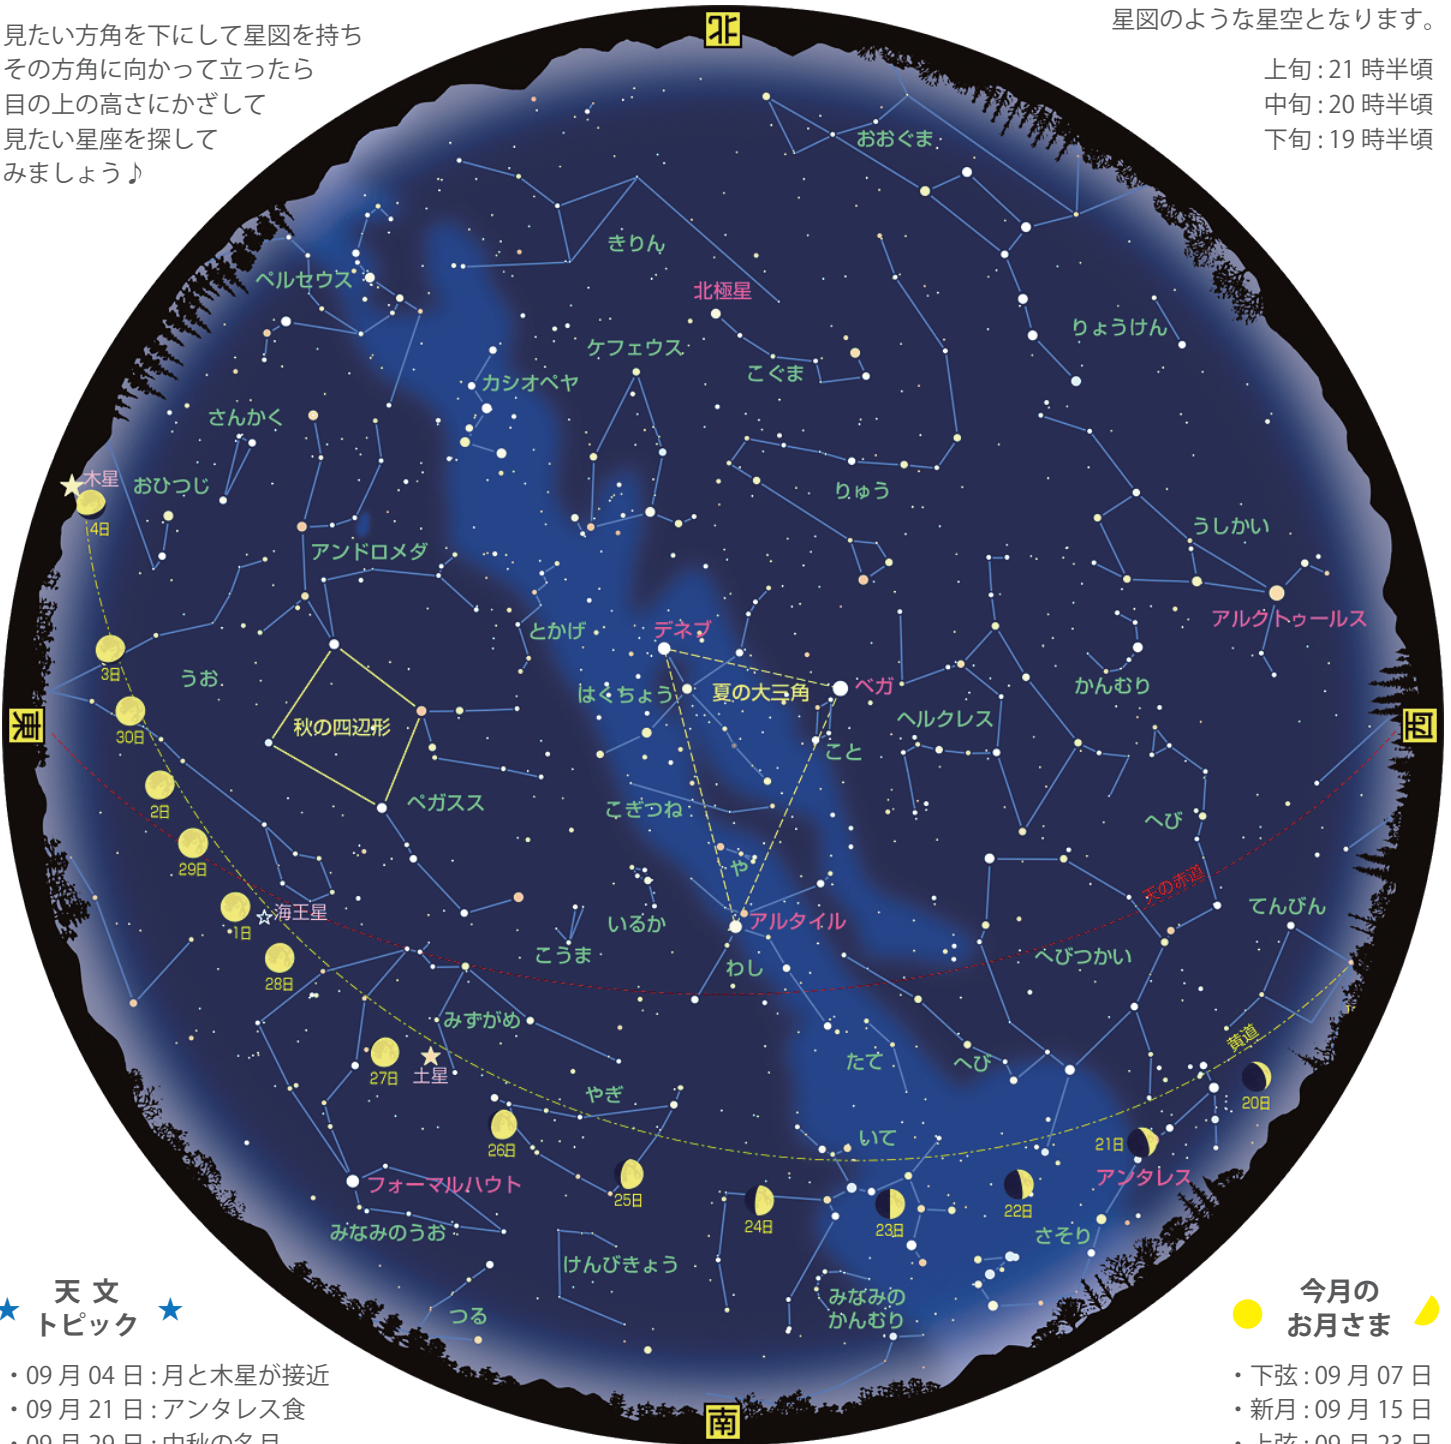 見たい方角を下にして星図を持ち
その方角に向かって立ったら
目の上の高さにかざして
見たい星座を探して
みましょう♪
星図のような星空となります。
上旬 : 21 時半頃
中旬 : 20 時半頃
下旬 : 19 時半頃
北
おおぐま
きりん
ペルセウス
北極星
りょうけん
ケフェウス
こぐま
カシオペヤ
さんかく
木星
おひつじ
りゅう
4日
うしかい
アンドロメダ
アルクトゥールス
とかげ
デネブ
3日
うお
はくちょう
夏の大三角
ベガ
かんむり
東
30日
秋の四辺形
ヘルクレス
西
こと
2日
ペガスス
こぎつね
へび
29日
や
天の赤道
1日
海王星
いるか
アルタイル
てんびん
こうま
わし
へびつかい
28日
みずがめ
黄道
27日
土星
たて
へび
やぎ
20日
26日
いて
21日
アンタレス
フォーマルハウト
25日
24日
23日
22日
みなみのうお
さそり
けんびきょう
みなみの
かんむり
つる
南
★ 天 文 ★
トピック
・09 月 04 日 : 月と木星が接近
・09 月 21 日 : アンタレス食
・09 月 29 日 : 中秋の名月
今月の
お月さま
・下弦 : 09 月 07 日
・新月 : 09 月 15 日
・上弦 : 09 月 23 日